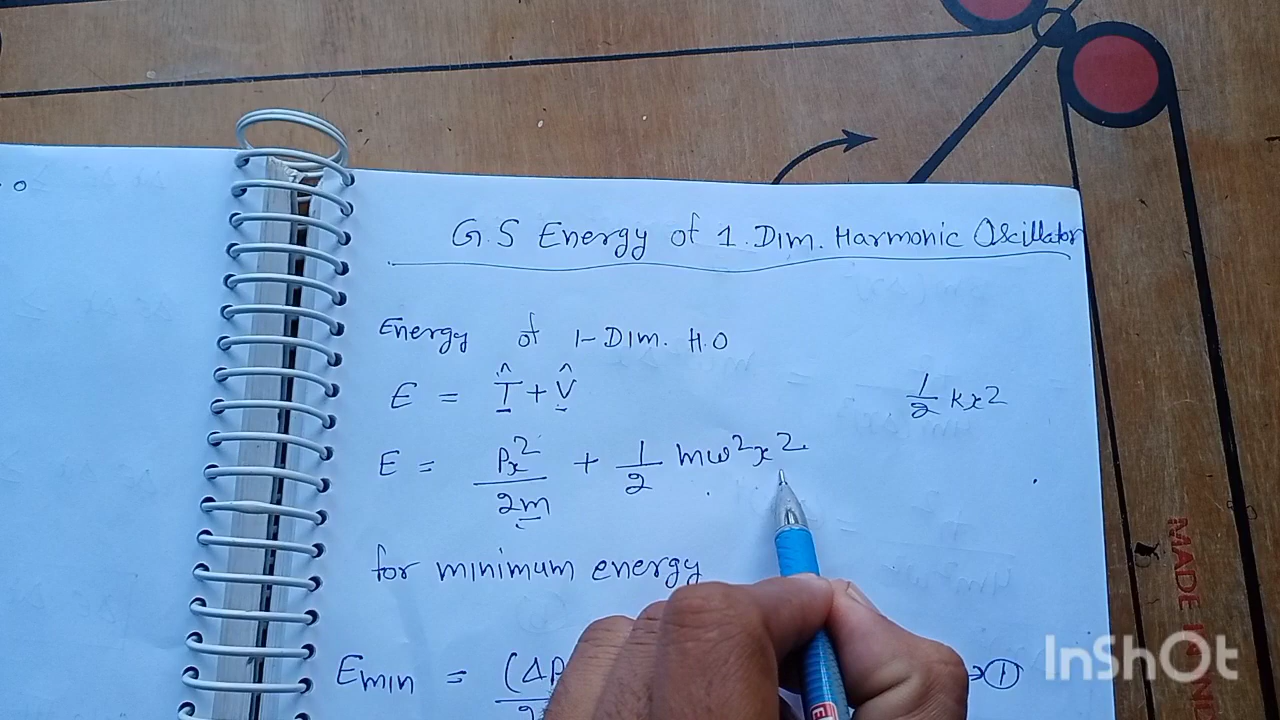 G.S Energy of 1. Dim. Harmonic Oscillator
Energy of 1-Dim. H.O
E = T̂ + V̂
1/2 kx2
E = Px²/2m + 1/2 mω²x²
for minimum energy
Emin = (ΔP
①
MADE IN
InShOt